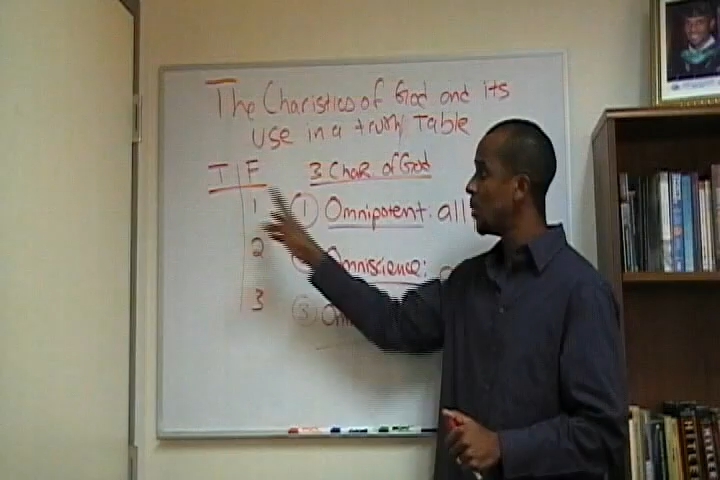 The Charistics of God and its
use in a truth Table
T F
3 Char. of God
1
① Omnipotent: all
2
Omniscience:
3
③
HITLER